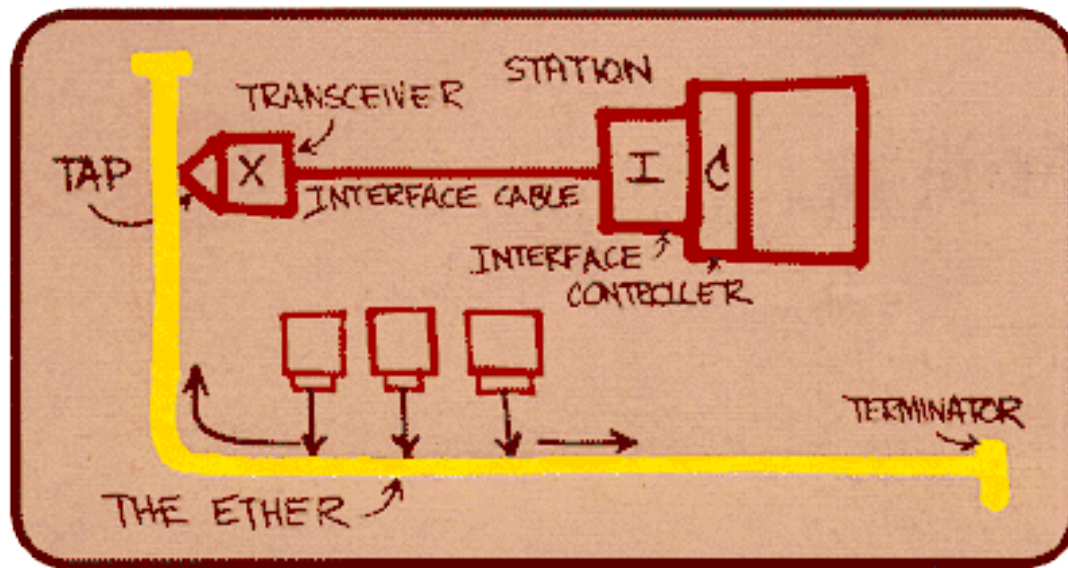 STATION
TRANSCEIVER
TAP
X
I
C
INTERFACE CABLE
INTERFACE
CONTROLLER
TERMINATOR
THE ETHER